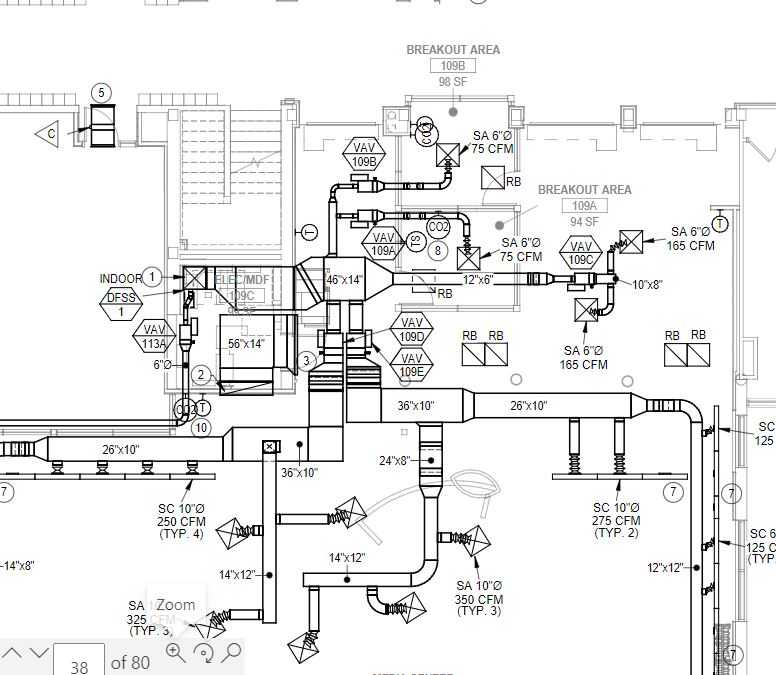 BREAKOUT AREA
109B
98 SF
5
C
CO2
SA 6"Ø
75 CFM
VAV
109B
RB
BREAKOUT AREA
109A
94 SF
T
T
VAV
109A
TS
CO2
8
SA 6"Ø
75 CFM
VAV
109C
SA 6"Ø
165 CFM
INDOOR
1
DFSS
1
ELEC/MDF
109C
46"x14"
RB
12"x6"
10"x8"
VAV
113A
56"x14"
3
VAV
109D
VAV
109E
SA 6"Ø
165 CFM
RB
RB
RB
RB
6"Ø
2
CO2
T
10
36"x10"
26"x10"
26"x10"
36"x10"
24"x8"
SC
125
7
SC 10"Ø
250 CFM
(TYP. 4)
SC 10"Ø
275 CFM
(TYP. 2)
7
7
SC 6
125 C
(TYP.
14"x8"
14"x12"
14"x12"
12"x12"
SA 10"Ø
350 CFM
(TYP. 3)
SA 1
325
(TYP. 3)
Zoom
38
of 80
7